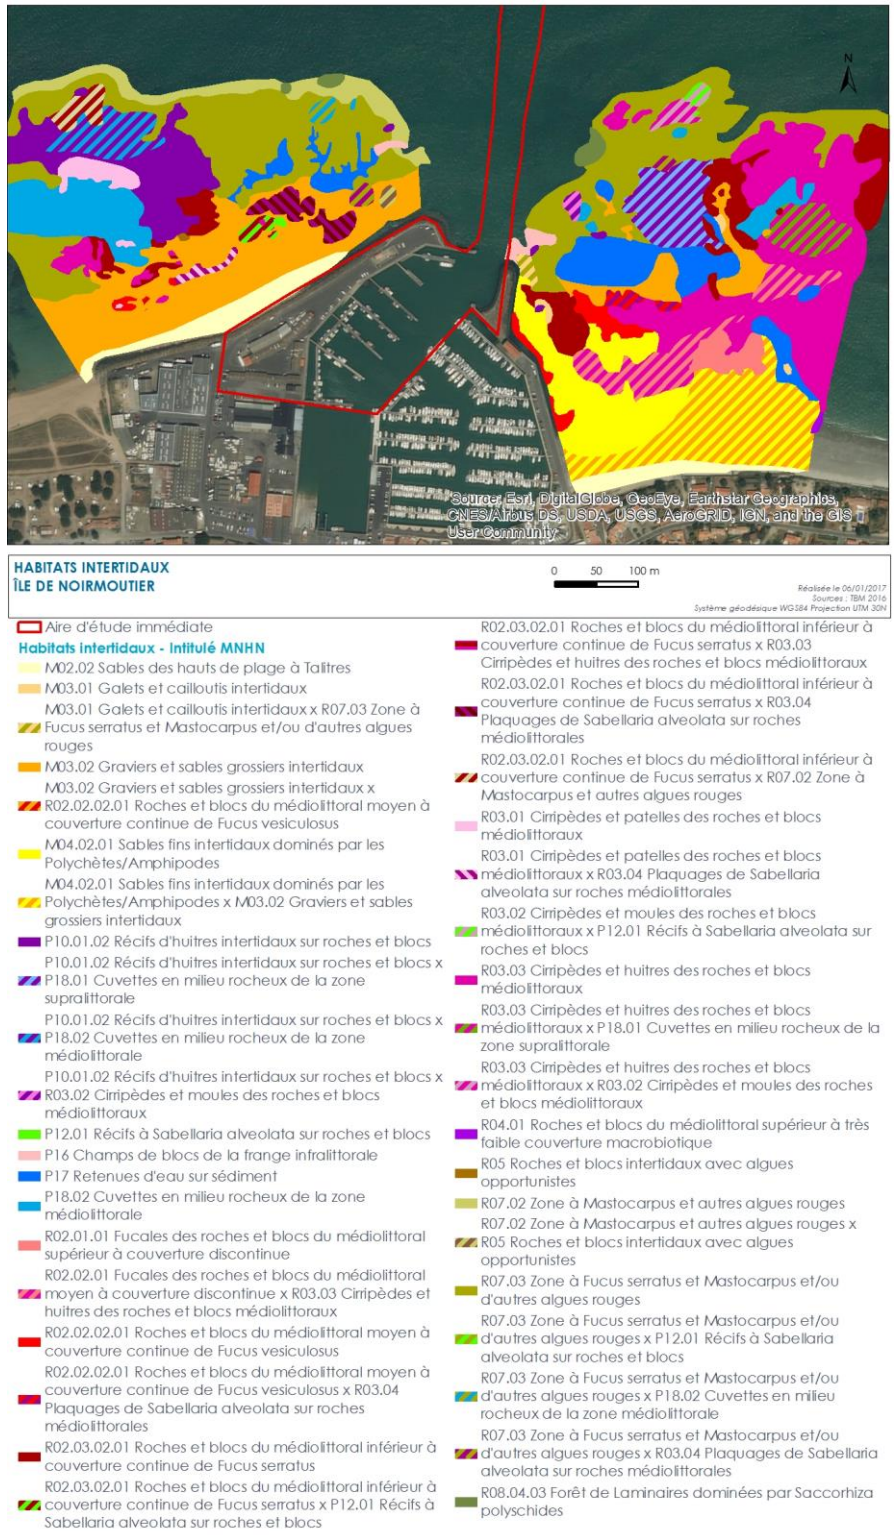 N
Source: Esri, DigitalGlobe, GeoEye, Earthstar Geographics,
CNES/Airbus DS, USDA, USGS, AeroGRID, IGN, and the GIS
User Community
HABITATS INTERTIDAUX
ÎLE DE NOIRMOUTIER
0 50 100 m
Réalisée le 06/01/2017
Sources : TBM 2016
Système géodésique WGS84 Projection UTM 30N
Aire d'étude immédiate
Habitats intertidaux - Intitulé MNHN
M02.02 Sables des hauts de plage à Talitres
M03.01 Galets et cailloutis intertidaux
M03.01 Galets et cailloutis intertidaux x R07.03 Zone à
Fucus serratus et Mastocarpus et/ou d'autres algues
rouges
M03.02 Graviers et sables grossiers intertidaux
M03.02 Graviers et sables grossiers intertidaux x
R02.02.02.01 Roches et blocs du médiolittoral moyen à
couverture continue de Fucus vesiculosus
M04.02.01 Sables fins intertidaux dominés par les
Polychètes/Amphipodes
M04.02.01 Sables fins intertidaux dominés par les
Polychètes/Amphipodes x M03.02 Graviers et sables
grossiers intertidaux
P10.01.02 Récifs d'huitres intertidaux sur roches et blocs
P10.01.02 Récifs d'huitres intertidaux sur roches et blocs x
P18.01 Cuvettes en milieu rocheux de la zone
supralittorale
P10.01.02 Récifs d'huitres intertidaux sur roches et blocs x
P18.02 Cuvettes en milieu rocheux de la zone
médiolittorale
P10.01.02 Récifs d'huitres intertidaux sur roches et blocs x
R03.02 Cirripèdes et moules des roches et blocs
médiolittoraux
P12.01 Récifs à Sabellaria alveolata sur roches et blocs
P16 Champs de blocs de la frange infralittorale
P17 Retenues d'eau sur sédiment
P18.02 Cuvettes en milieu rocheux de la zone
médiolittorale
R02.01.01 Fucales des roches et blocs du médiolittoral
supérieur à couverture discontinue
R02.02.01 Fucales des roches et blocs du médiolittoral
moyen à couverture discontinue x R03.03 Cirripèdes et
huitres des roches et blocs médiolittoraux
R02.02.02.01 Roches et blocs du médiolittoral moyen à
couverture continue de Fucus vesiculosus
R02.02.02.01 Roches et blocs du médiolittoral moyen à
couverture continue de Fucus vesiculosus x R03.04
Plaquages de Sabellaria alveolata sur roches
médiolittorales
R02.03.02.01 Roches et blocs du médiolittoral inférieur à
couverture continue de Fucus serratus
R02.03.02.01 Roches et blocs du médiolittoral inférieur à
couverture continue de Fucus serratus x P12.01 Récifs à
Sabellaria alveolata sur roches et blocs
R02.03.02.01 Roches et blocs du médiolittoral inférieur à
couverture continue de Fucus serratus x R03.03
Cirripèdes et huitres des roches et blocs médiolittoraux
R02.03.02.01 Roches et blocs du médiolittoral inférieur à
couverture continue de Fucus serratus x R03.04
Plaquages de Sabellaria alveolata sur roches
médiolittorales
R02.03.02.01 Roches et blocs du médiolittoral inférieur à
couverture continue de Fucus serratus x R07.02 Zone à
Mastocarpus et autres algues rouges
R03.01 Cirripèdes et patelles des roches et blocs
médiolittoraux
R03.01 Cirripèdes et patelles des roches et blocs
médiolittoraux x R03.04 Plaquages de Sabellaria
alveolata sur roches médiolittorales
R03.02 Cirripèdes et moules des roches et blocs
médiolittoraux x P12.01 Récifs à Sabellaria alveolata sur
roches et blocs
R03.03 Cirripèdes et huitres des roches et blocs
médiolittoraux
R03.03 Cirripèdes et huitres des roches et blocs
médiolittoraux x P18.01 Cuvettes en milieu rocheux de la
zone supralittorale
R03.03 Cirripèdes et huitres des roches et blocs
médiolittoraux x R03.02 Cirripèdes et moules des roches
et blocs médiolittoraux
R04.01 Roches et blocs du médiolittoral supérieur à très
faible couverture macrobiotique
R05 Roches et blocs intertidaux avec algues
opportunistes
R07.02 Zone à Mastocarpus et autres algues rouges
R07.02 Zone à Mastocarpus et autres algues rouges x
R05 Roches et blocs intertidaux avec algues
opportunistes
R07.03 Zone à Fucus serratus et Mastocarpus et/ou
d'autres algues rouges
R07.03 Zone à Fucus serratus et Mastocarpus et/ou
d'autres algues rouges x P12.01 Récifs à Sabellaria
alveolata sur roches et blocs
R07.03 Zone à Fucus serratus et Mastocarpus et/ou
d'autres algues rouges x P18.02 Cuvettes en milieu
rocheux de la zone médiolittorale
R07.03 Zone à Fucus serratus et Mastocarpus et/ou
d'autres algues rouges x R03.04 Plaquages de Sabellaria
alveolata sur roches médiolittorales
R08.04.03 Forêt de Laminaires dominées par Saccorhiza
polyschides